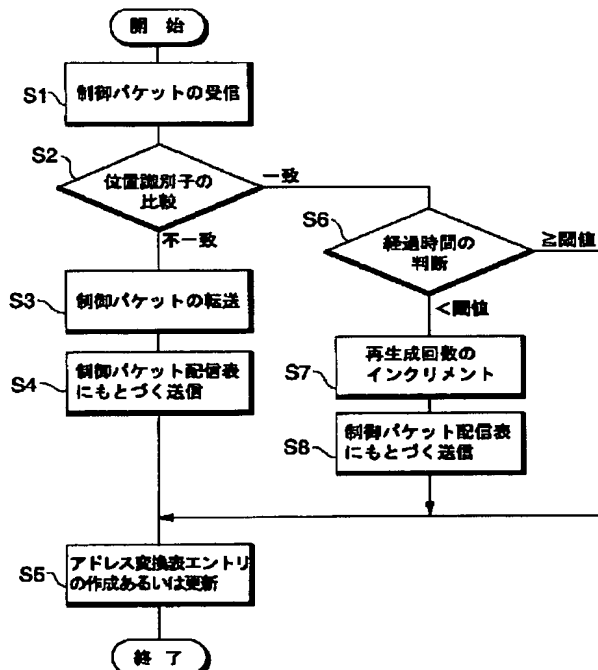 開 始
S1
制御パケットの受信
S2
位置識別子の
比較
一致
不一致
S3
制御パケットの転送
S4
制御パケット配信表
にもとづく送信
S6
経過時間の
判断
≧閾値
<閾値
S7
再生成回数の
インクリメント
S8
制御パケット配信表
にもとづく送信
S5
アドレス変換表エントリ
の作成あるいは更新
終 了